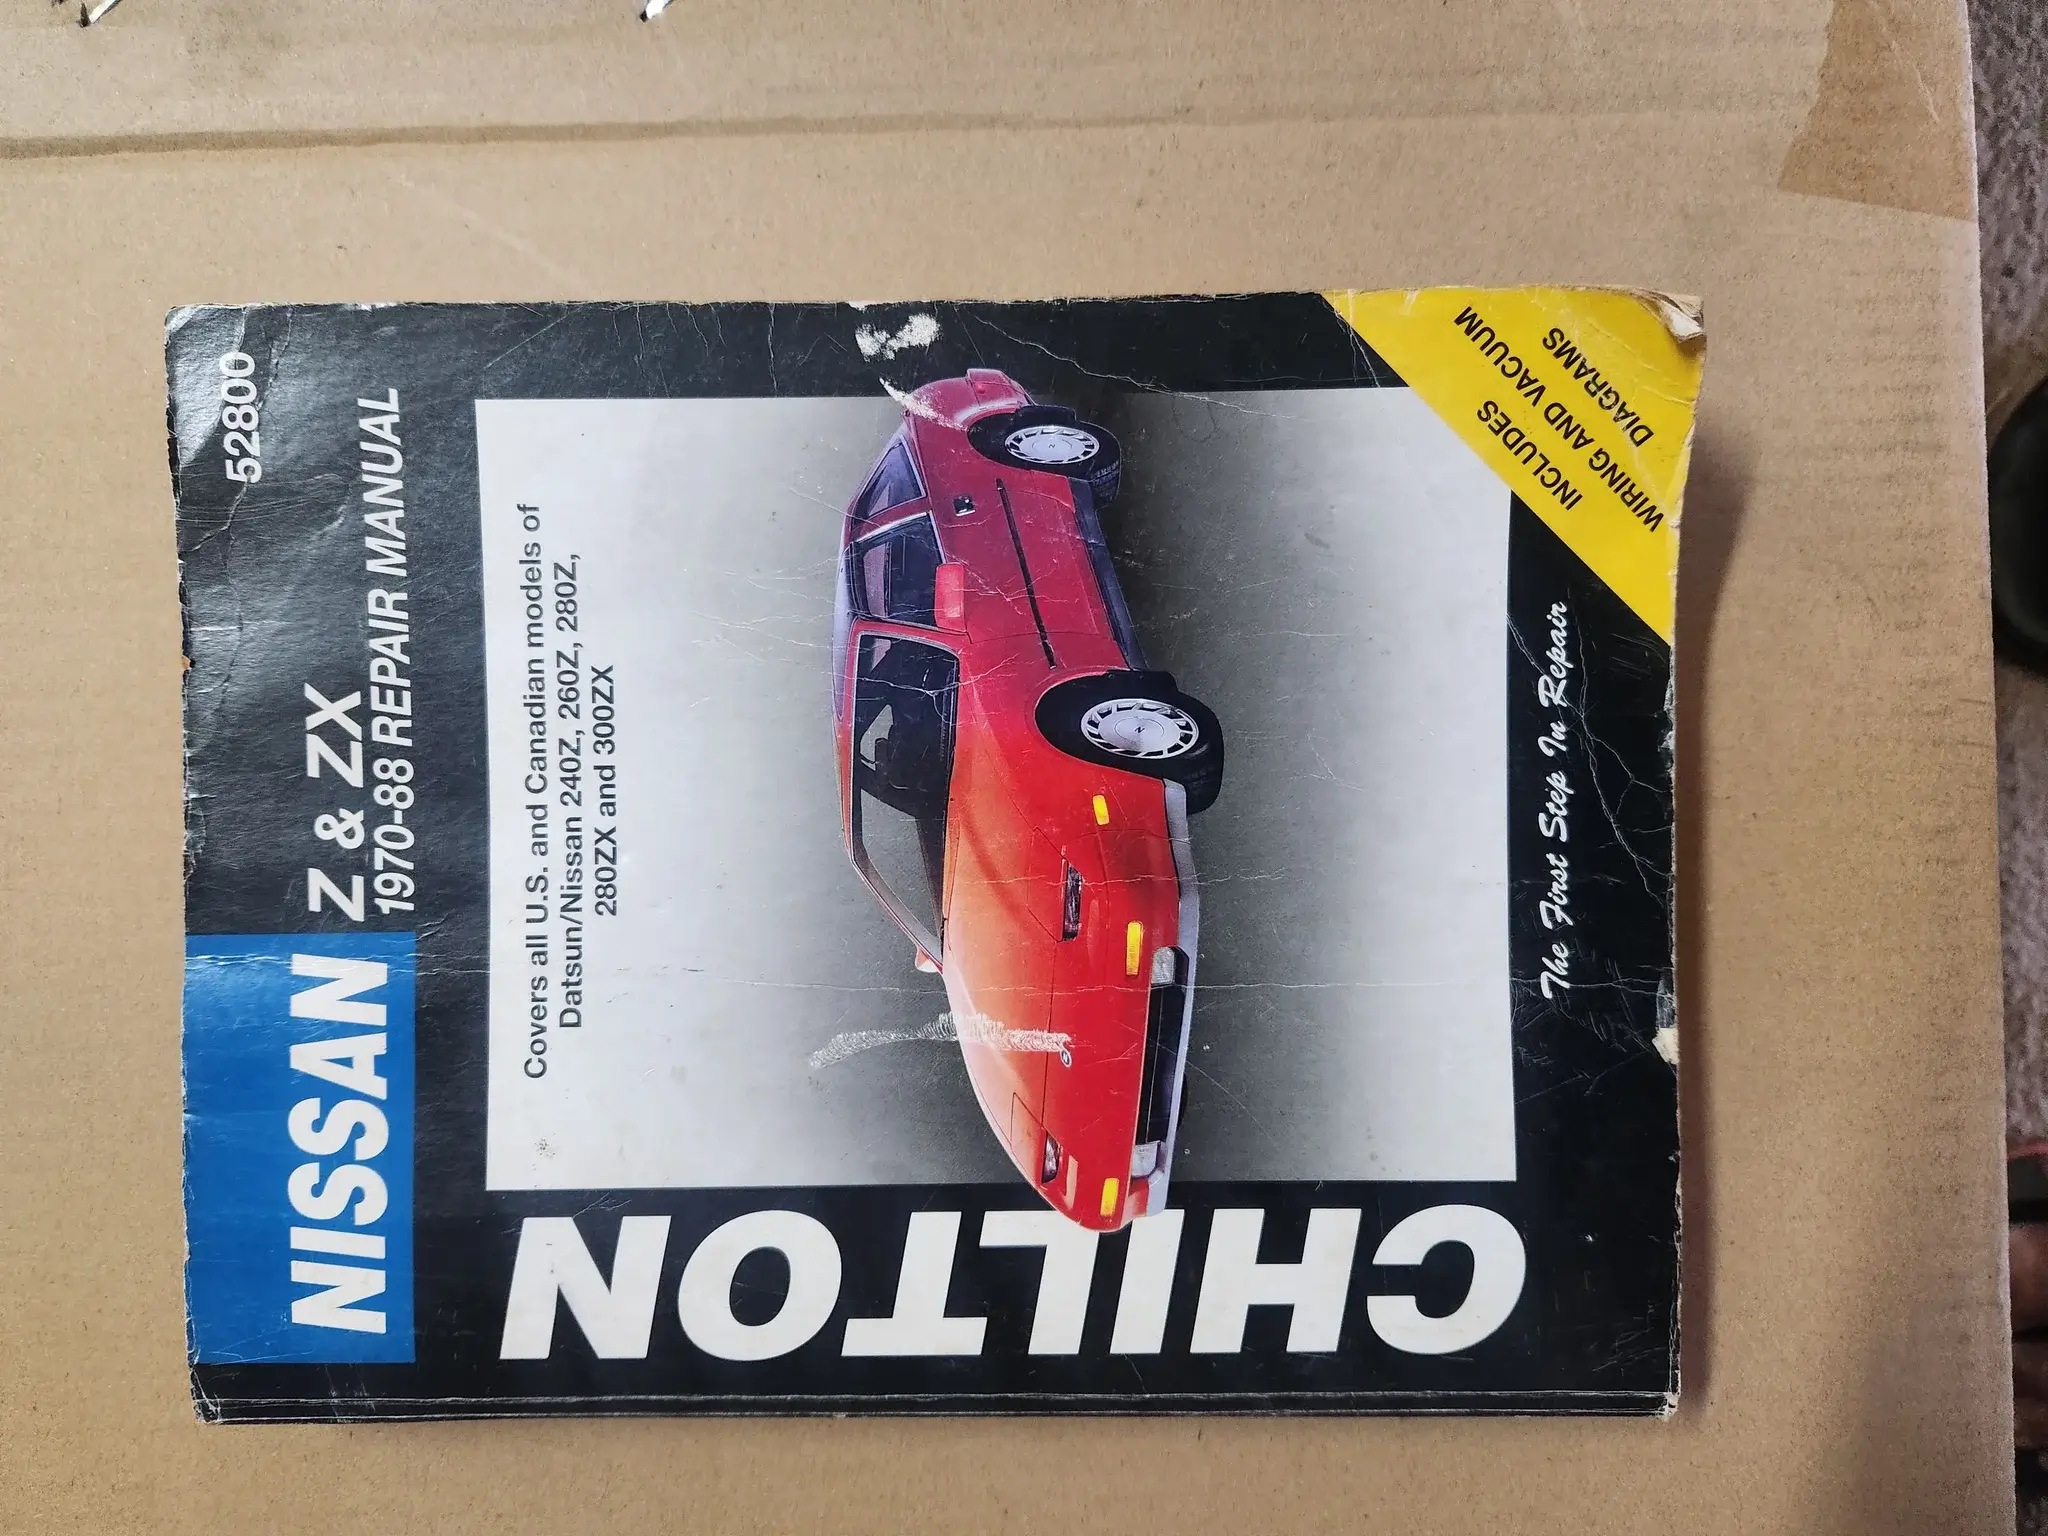 NISSAN Z & ZX 52800
1970-88 REPAIR MANUAL
Covers all U.S. and Canadian models of
Datsun/Nissan 240Z, 260Z, 280Z,
280ZX and 300ZX
CHILTON
The First Step In Repair
INCLUDES
WIRING AND VACUUM
DIAGRAMS